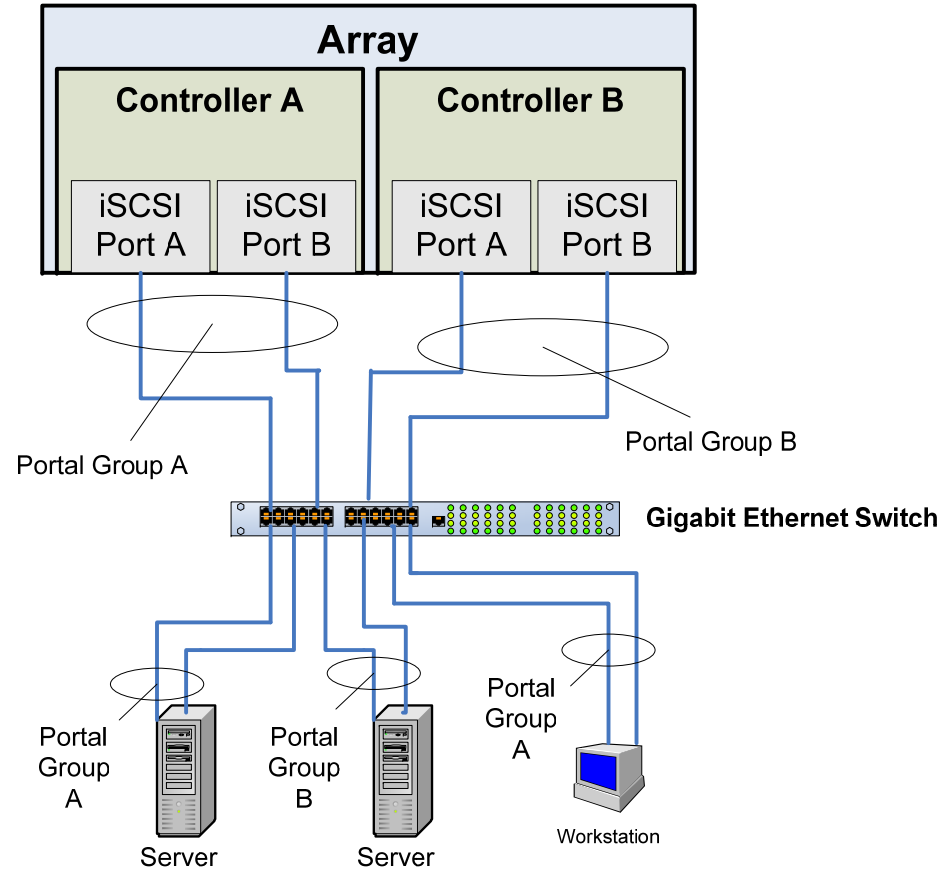 Array
Controller A
Controller B
iSCSI
Port A
iSCSI
Port B
iSCSI
Port A
iSCSI
Port B
Portal Group A
Portal Group B
Gigabit Ethernet Switch
Portal
Group
A
Portal
Group
B
Portal
Group
A
Server
Server
Workstation